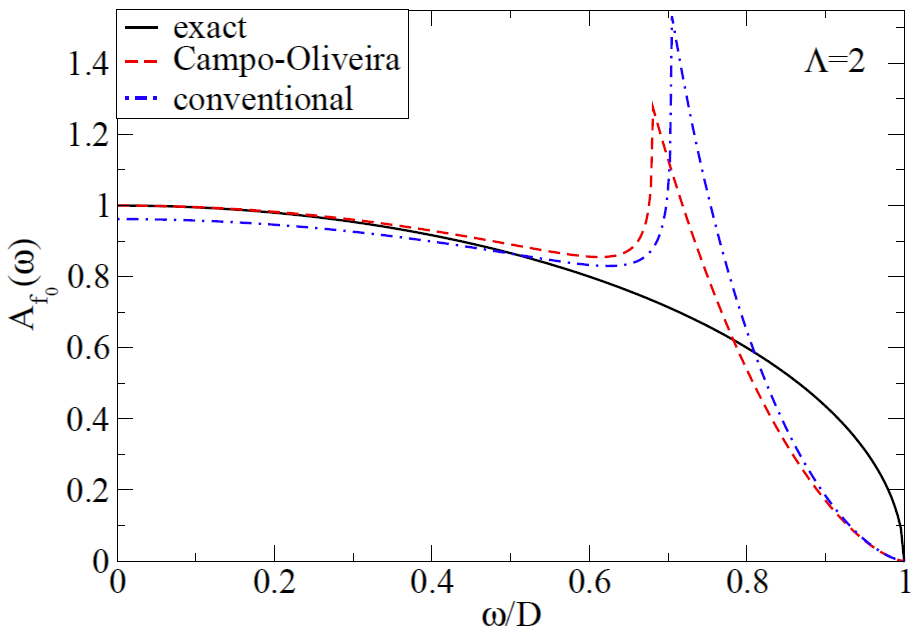 exact
Campo-Oliveira
conventional
Λ=2
1.4
1.2
1
0.8
0.6
0.4
0.2
0
A_{f_0}(ω)
0 0.2 0.4 0.6 0.8 1
ω/D